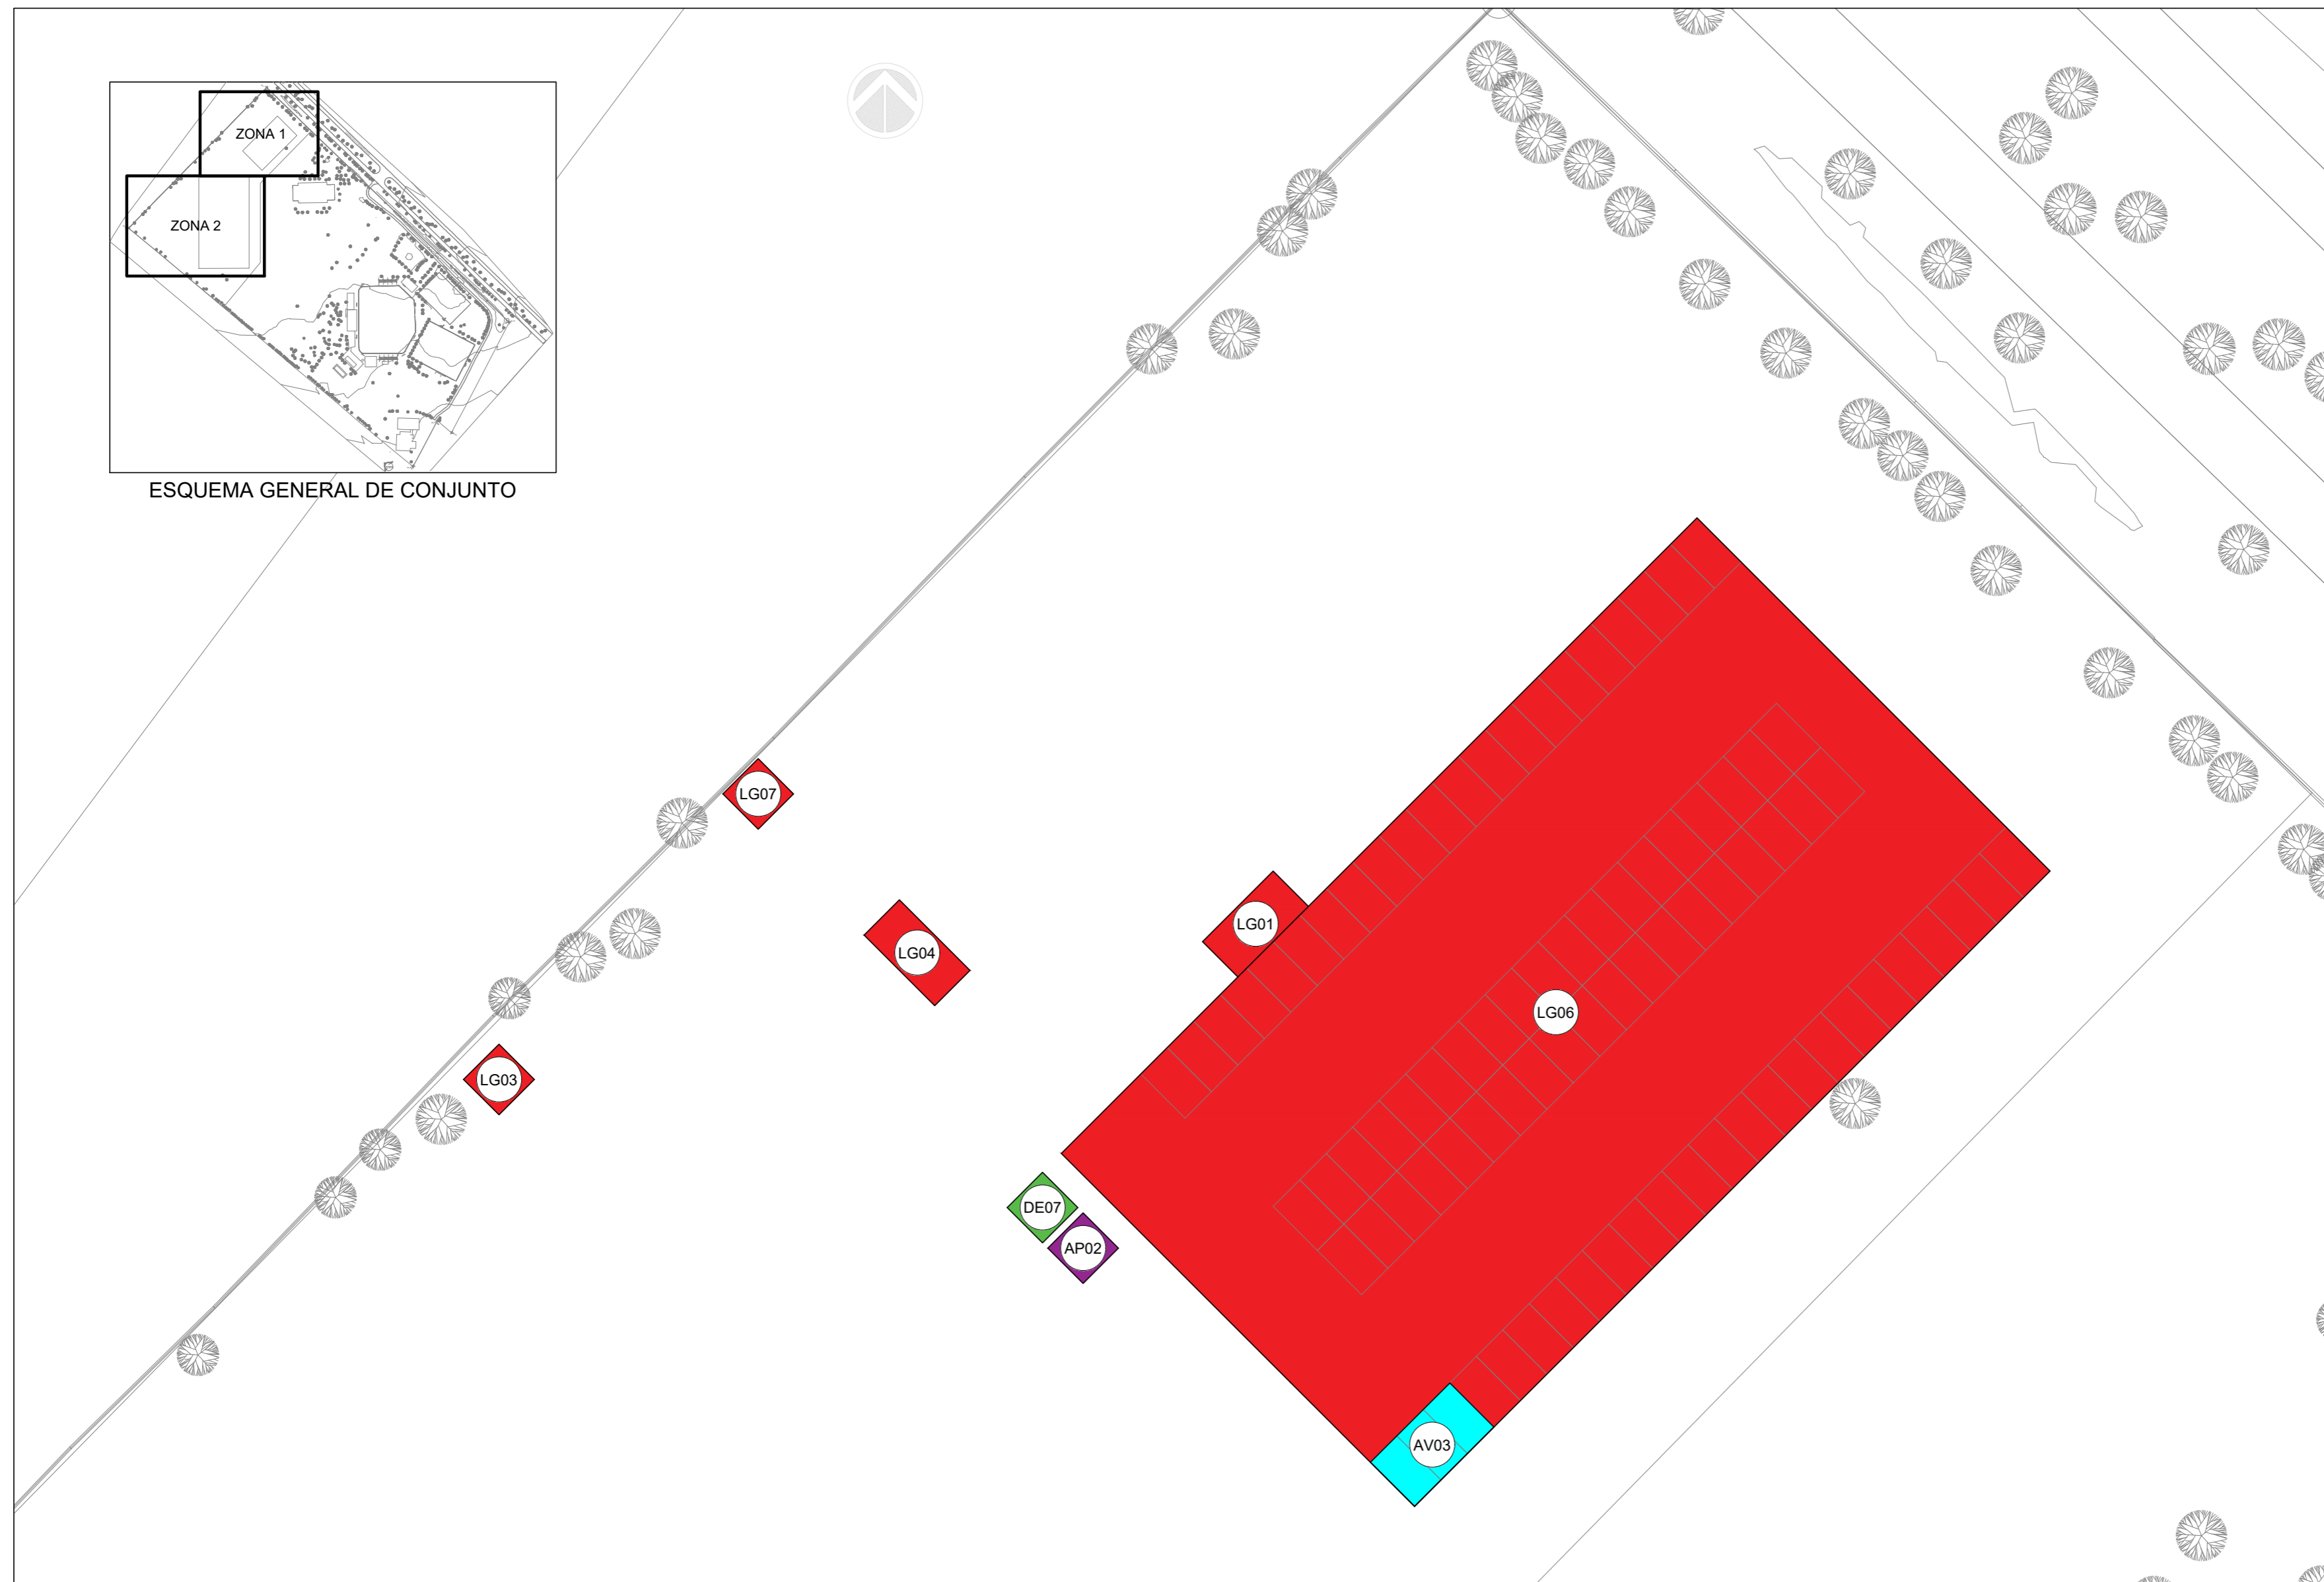 ZONA 1
ZONA 2
ESQUEMA GENERAL DE CONJUNTO
LG07
LG01
LG04
LG06
LG03
DE07
AP02
AV03